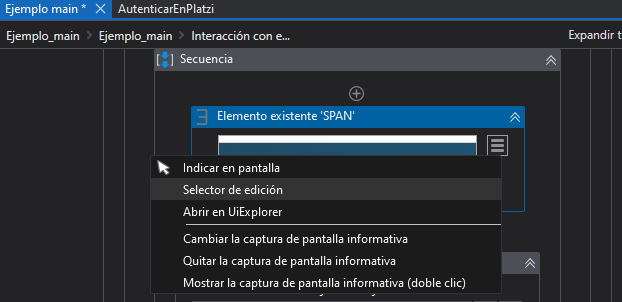 Ejemplo main * AutenticarEnPlatzi
Ejemplo_main Ejemplo_main Interacción con e... Expandir t
Secuencia
Elemento existente 'SPAN'
Indicar en pantalla
Selector de edición
Abrir en UiExplorer
Cambiar la captura de pantalla informativa
Quitar la captura de pantalla informativa
Mostrar la captura de pantalla informativa (doble clic)